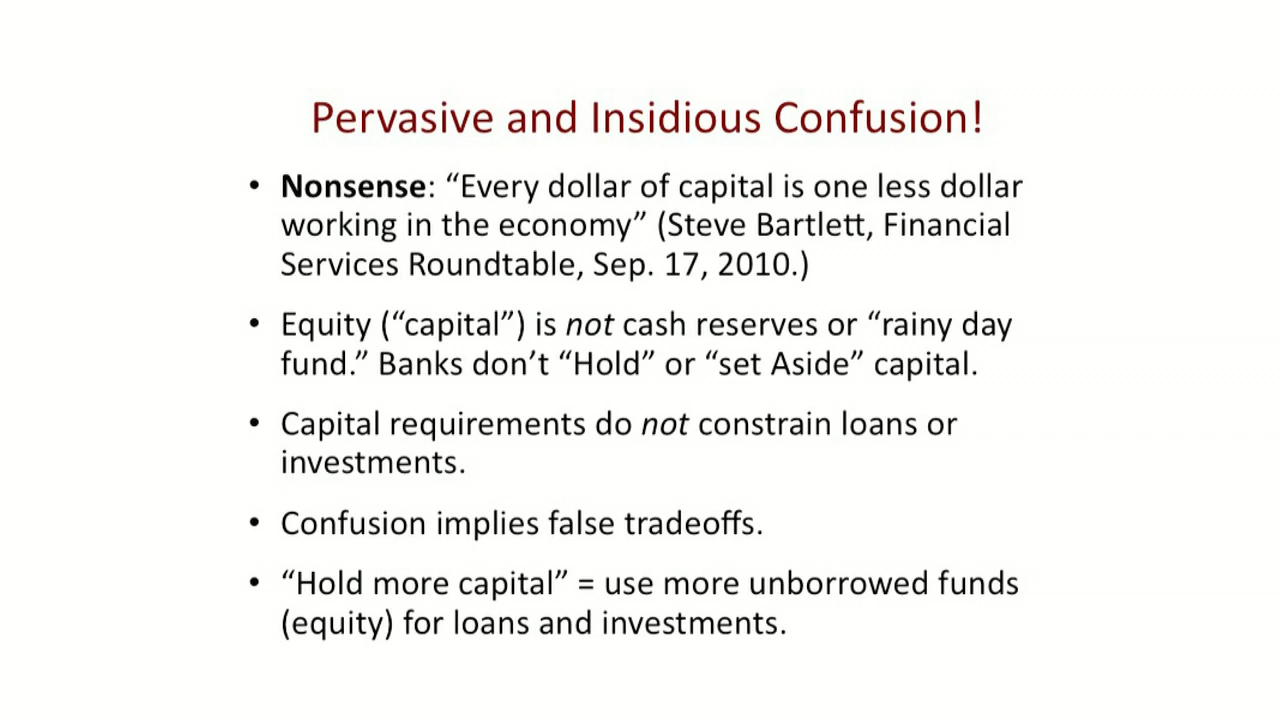 Pervasive and Insidious Confusion!
• Nonsense: “Every dollar of capital is one less dollar
working in the economy” (Steve Bartlett, Financial
Services Roundtable, Sep. 17, 2010.)
• Equity (“capital”) is not cash reserves or “rainy day
fund.” Banks don’t “Hold” or “set Aside” capital.
• Capital requirements do not constrain loans or
investments.
• Confusion implies false tradeoffs.
• “Hold more capital” = use more unborrowed funds
(equity) for loans and investments.